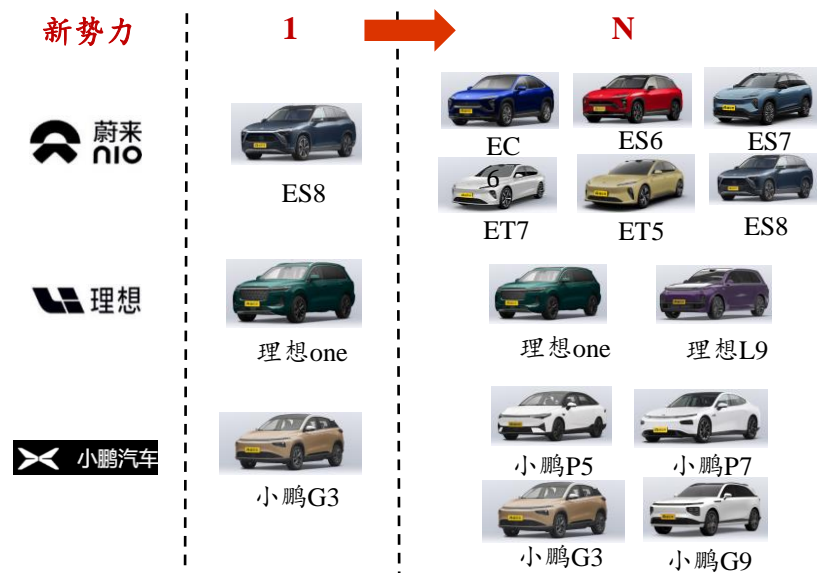 新势力 1 N
蔚来
NIO
ES8
EC
6
ES6
ES7
ET7
ET5
ES8
理想
理想one
理想one
理想L9
小鹏汽车
小鹏G3
小鹏P5
小鹏P7
小鹏G3
小鹏G9